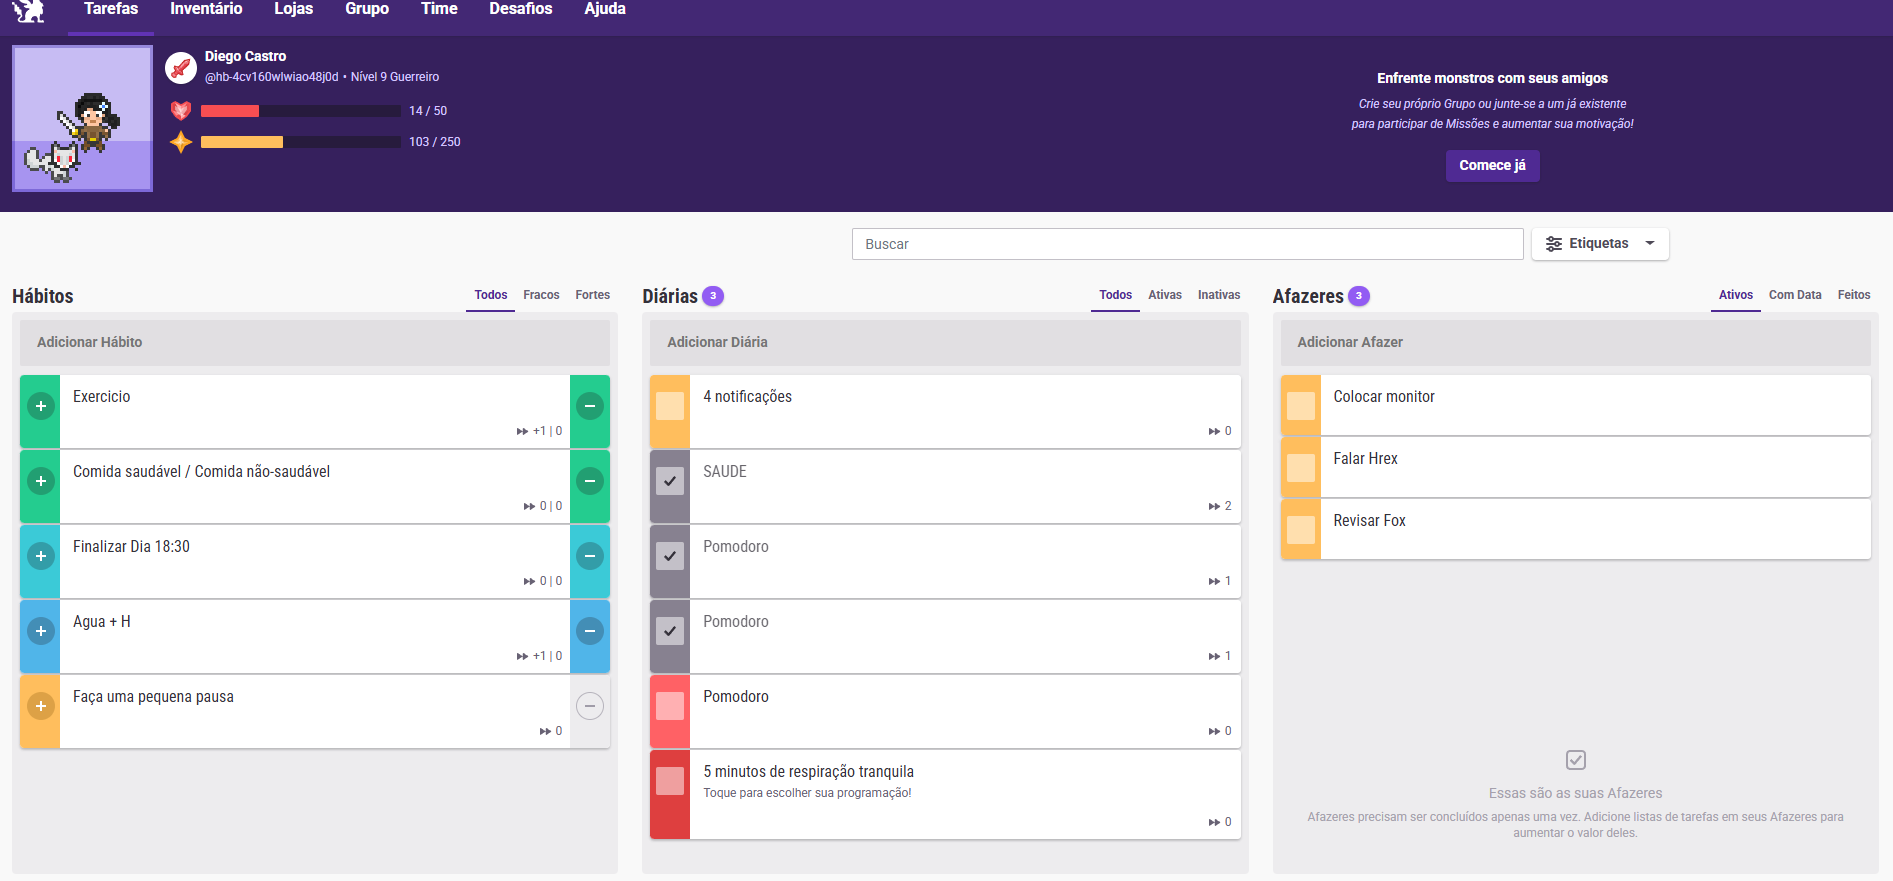 Tarefas Inventário Lojas Grupo Time Desafios Ajuda
Diego Castro
@hb-4cv160wlwiao48j0d • Nível 9 Guerreiro
14 / 50
103 / 250
Enfrente monstros com seus amigos
Crie seu próprio Grupo ou junte-se a um já existente
para participar de Missões e aumentar sua motivação!
Comece já
Buscar
Etiquetas
Hábitos
Todos Fracos Fortes
Adicionar Hábito
Exercicio
+1 | 0
Comida saudável / Comida não-saudável
0 | 0
Finalizar Dia 18:30
0 | 0
Agua + H
+1 | 0
Faça uma pequena pausa
0
Diárias 3
Todos Ativas Inativas
Adicionar Diária
4 notificações
0
SAUDE
2
Pomodoro
1
Pomodoro
1
Pomodoro
0
5 minutos de respiração tranquila
Toque para escolher sua programação!
0
Afazeres 3
Ativos Com Data Feitos
Adicionar Afazer
Colocar monitor
Falar Hrex
Revisar Fox
Essas são as suas Afazeres
Afazeres precisam ser concluídos apenas uma vez. Adicione listas de tarefas em seus Afazeres para
aumentar o valor deles.